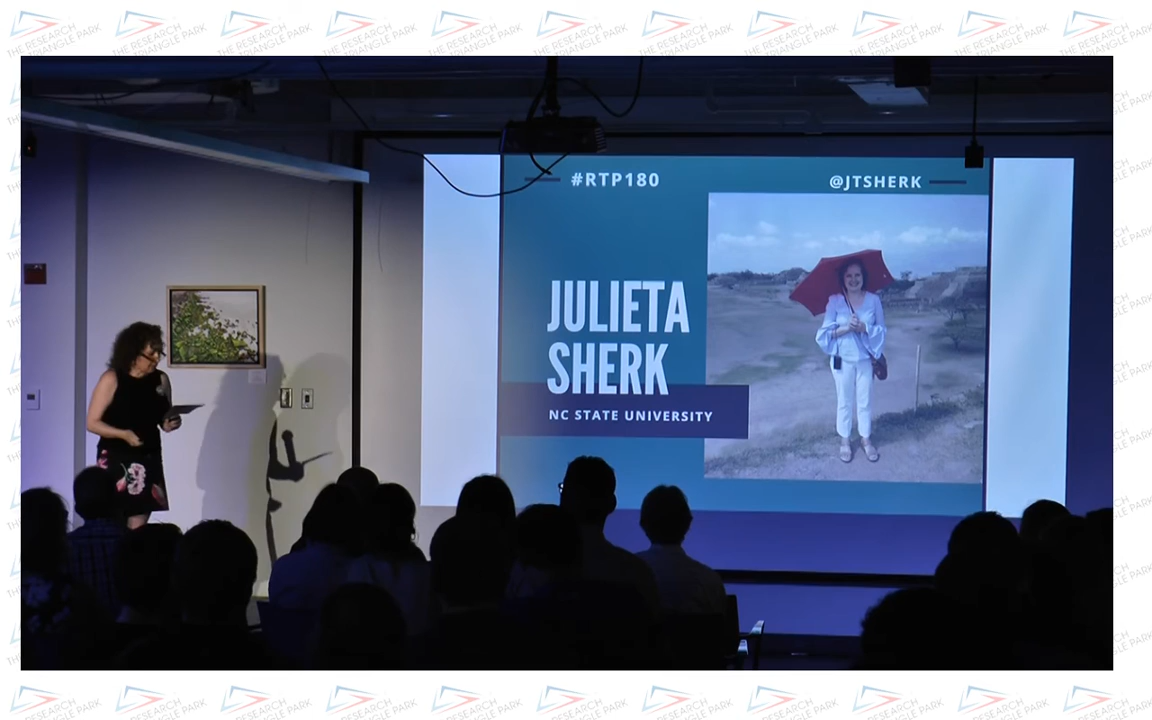 #RTP180
@JTSHERK
JULIETA
SHERK
NC STATE UNIVERSITY
THE RESEARCH
TRIANGLE PARK